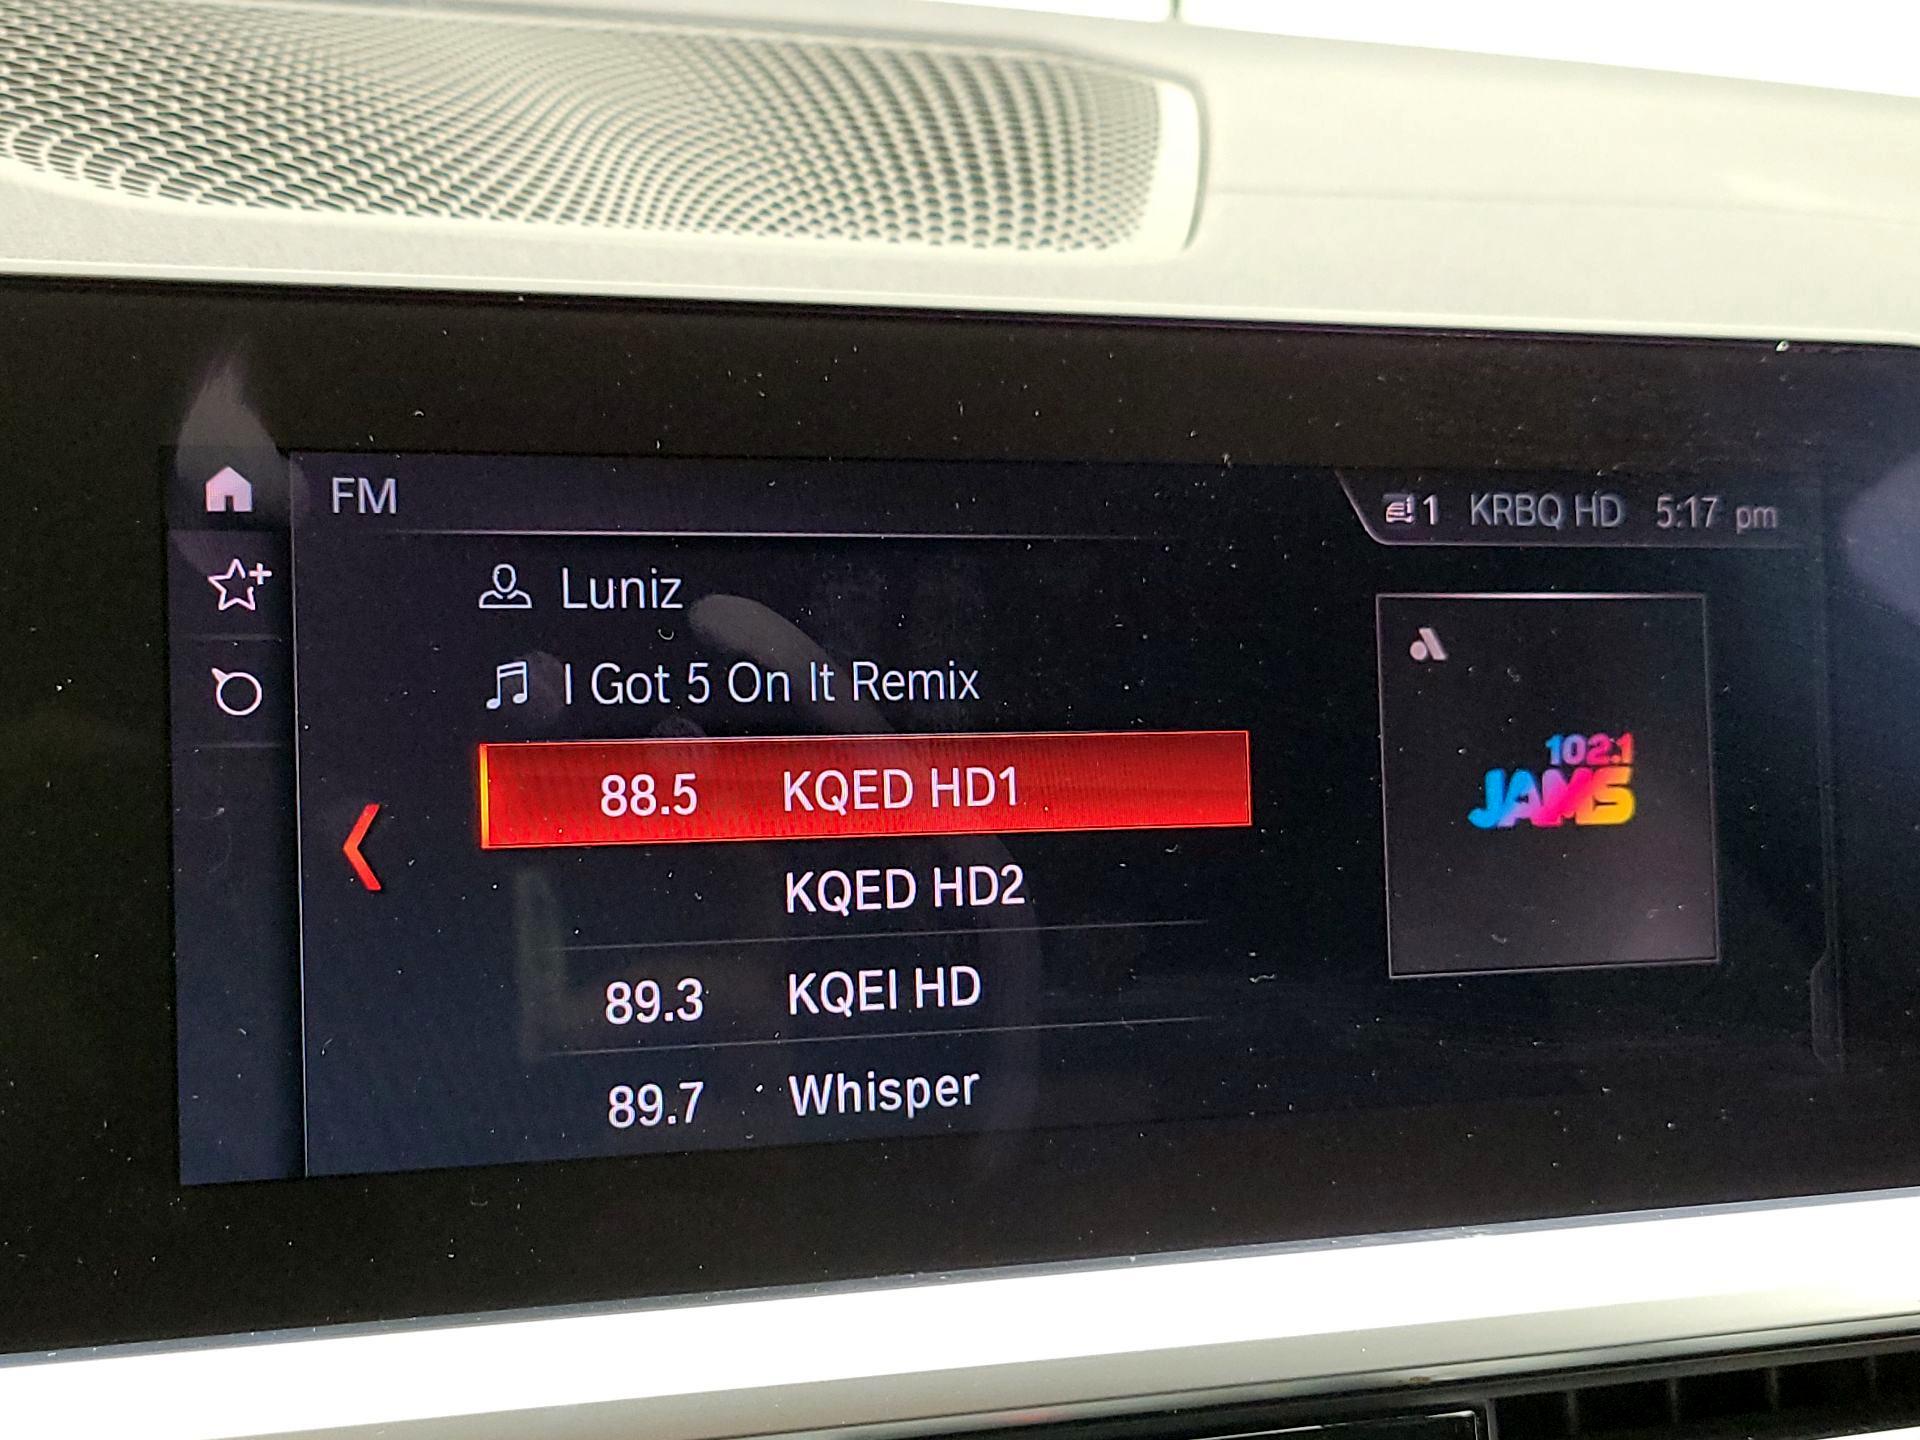 FM
1 KRBQ HD 5:17 pm
Luniz
I Got 5 On It Remix
88.5 KQED HD1
KQED HD2
89.3 KQEI HD
89.7 Whisper
102.1
JAMS